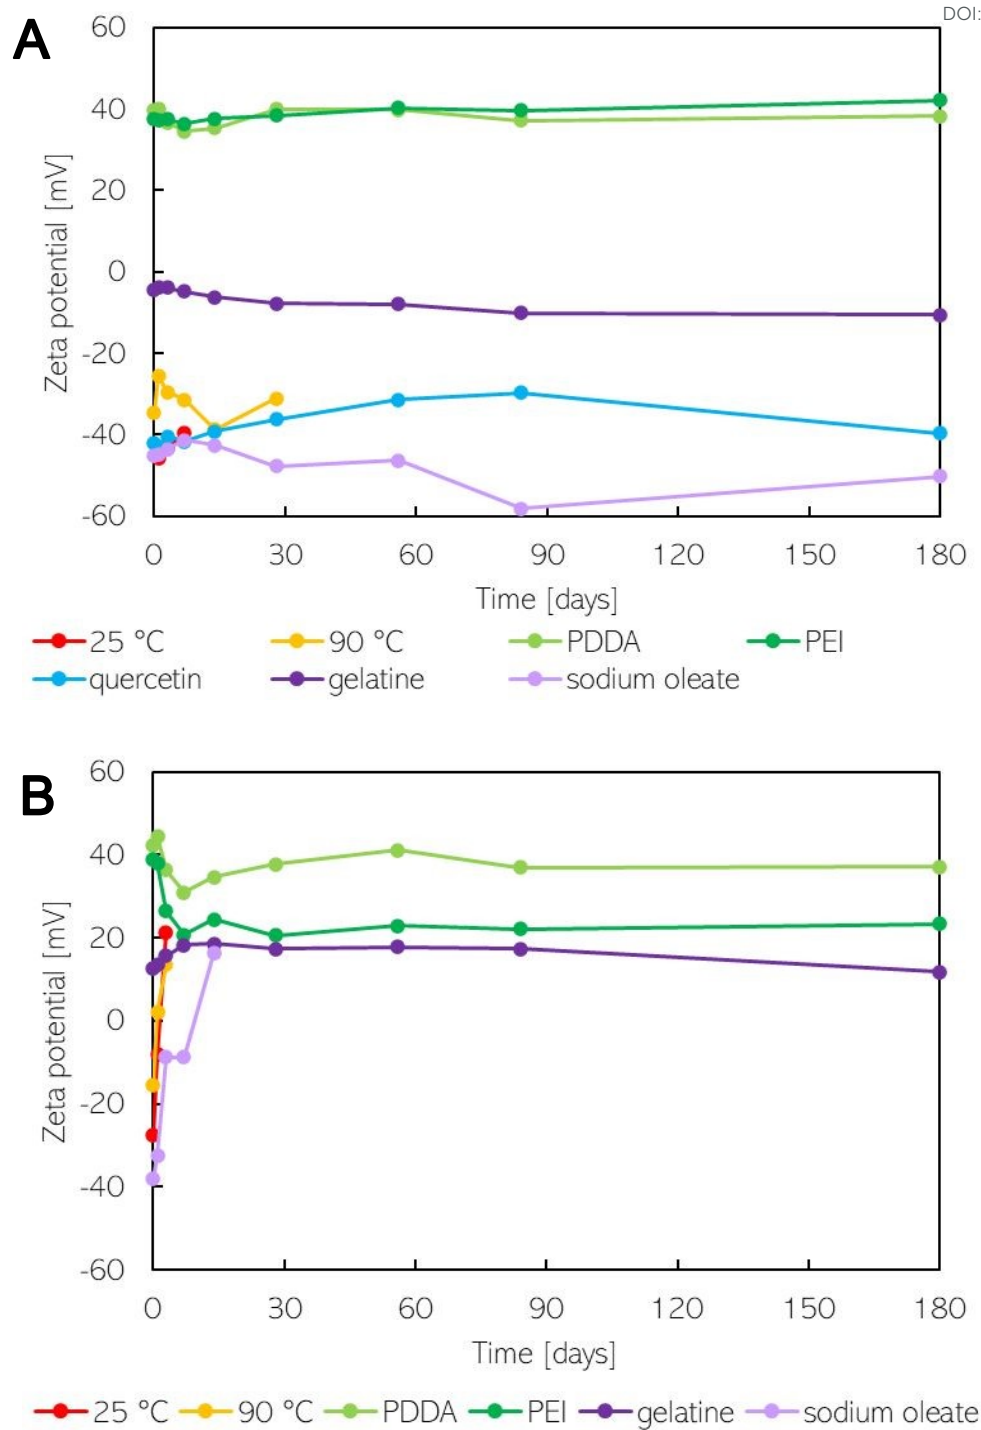 DOI:
A
60
40
20
0
-20
-40
-60
Zeta potential [mV]
0 30 60 90 120 150 180
Time [days]
25 °C 90 °C PDDA PEI
quercetin gelatine sodium oleate
B
60
40
20
0
-20
-40
-60
Zeta potential [mV]
0 30 60 90 120 150 180
Time [days]
25 °C 90 °C PDDA PEI gelatine sodium oleate